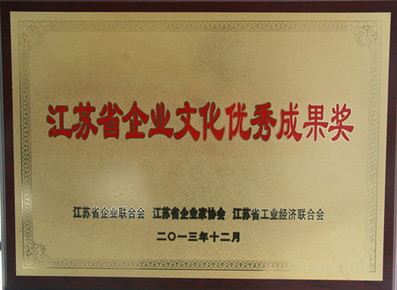 江苏省企业文化优秀成果奖
江苏省企业联合会 江苏省企业家协会 江苏省工业经济联合会
二〇一三年十二月